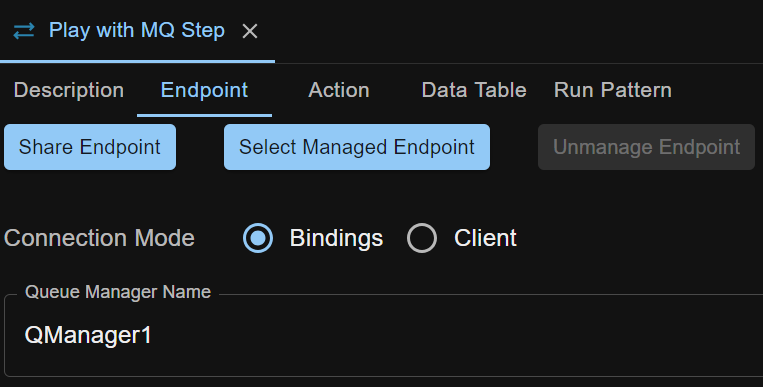 Play with MQ Step
Description Endpoint Action Data Table Run Pattern
Share Endpoint Select Managed Endpoint Unmanage Endpoint
Connection Mode Bindings Client
Queue Manager Name
QManager1